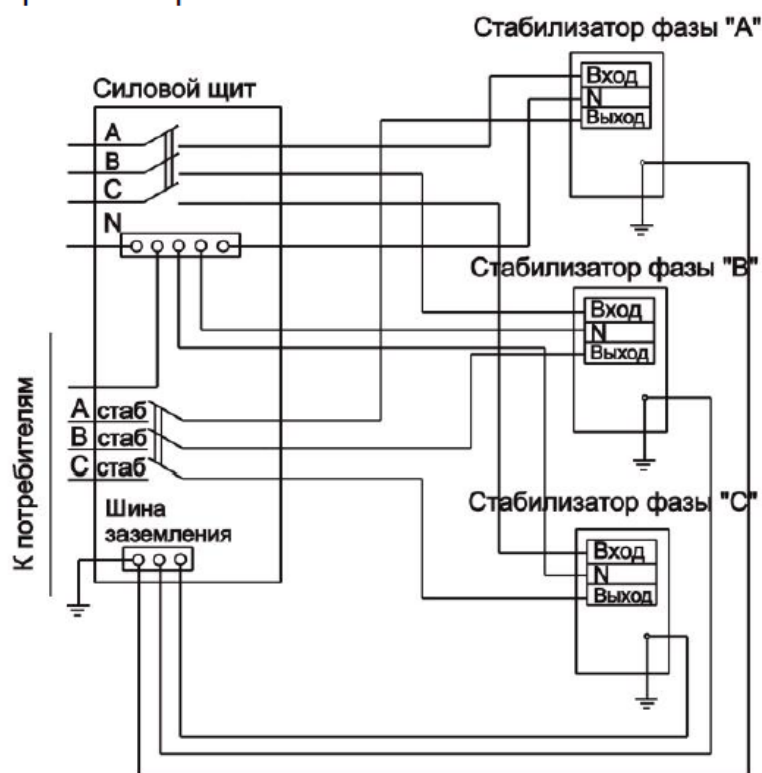 Стабилизатор фазы "А"
Вход
N
Выход
Силовой щит
А
В
С
N
Стабилизатор фазы "В"
Вход
N
Выход
К потребителям
А стаб
В стаб
С стаб
Шина
заземления
Стабилизатор фазы "С"
Вход
N
Выход